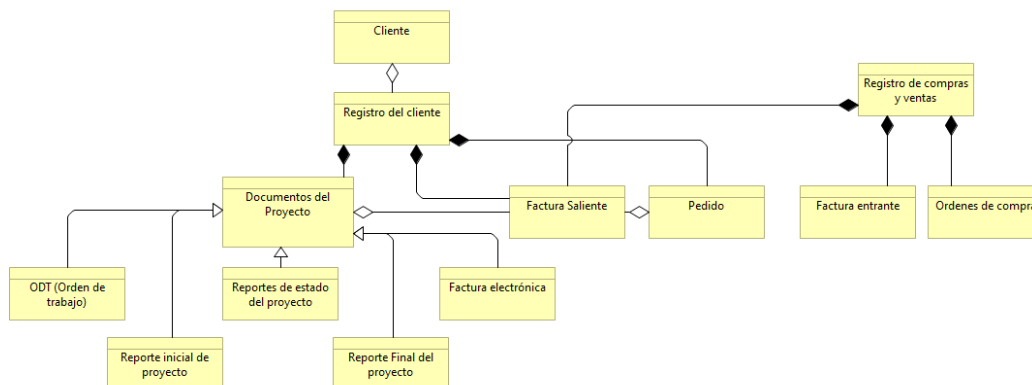 Cliente
Registro de compras
y ventas
Registro del cliente
Documentos del
Proyecto
Factura Saliente
Pedido
Factura entrante
Ordenes de compra
ODT (Orden de
trabajo)
Reportes de estado
del proyecto
Factura electrónica
Reporte inicial de
proyecto
Reporte Final del
proyecto